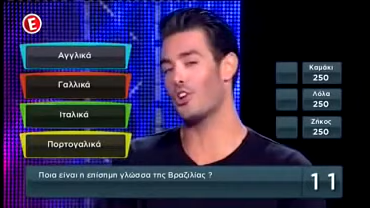 E
Αγγλικά
Γαλλικά
Ιταλικά
Πορτογαλικά
Καμάκι
250
Λόλα
250
Ζήκος
250
Ποια είναι η επίσημη γλώσσα της Βραζιλίας ?
11